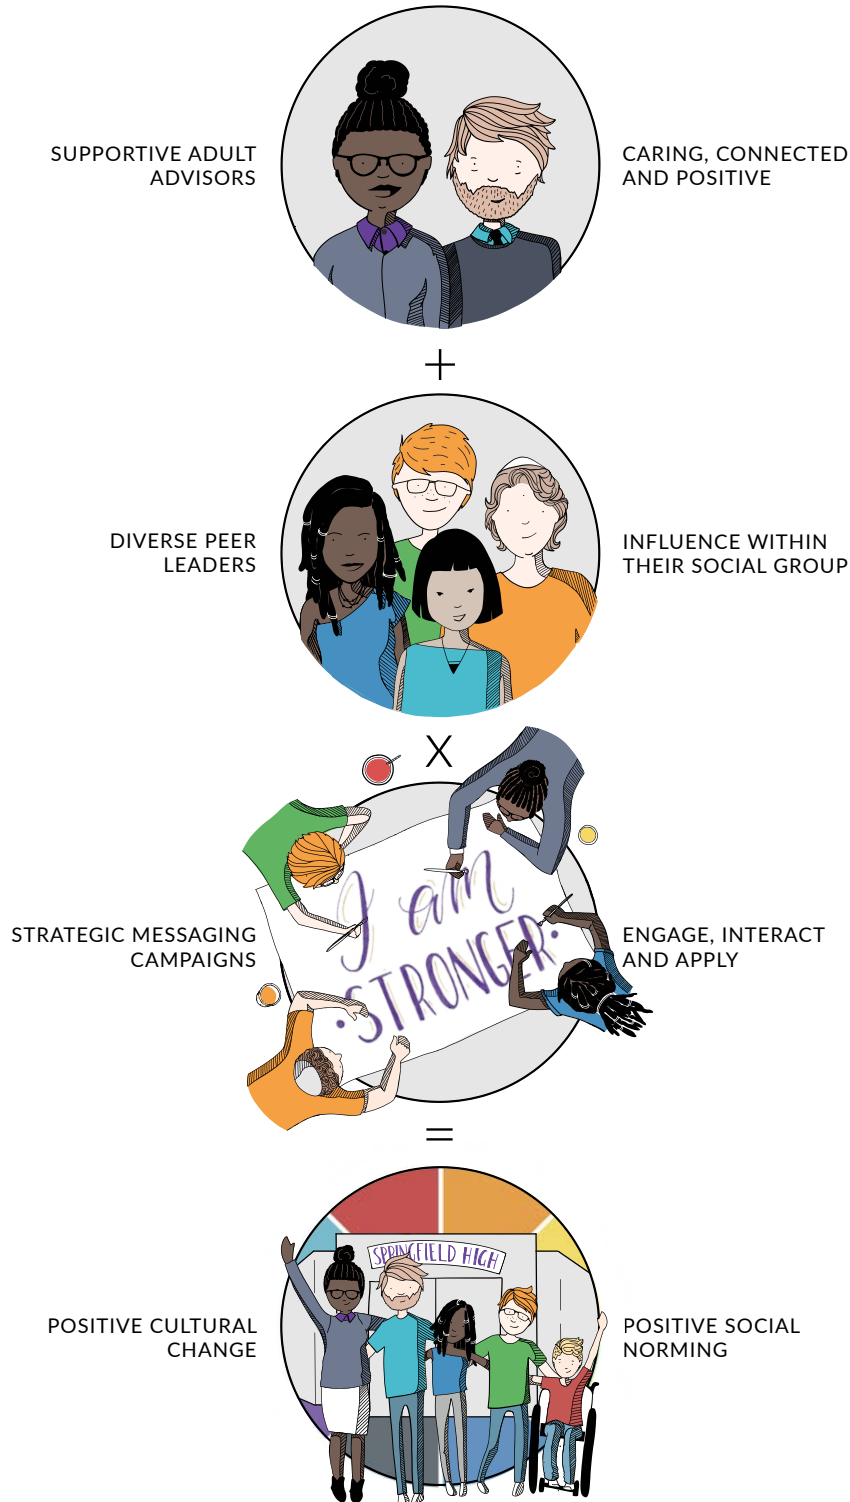 SUPPORTIVE ADULT
ADVISORS
CARING, CONNECTED
AND POSITIVE
+
DIVERSE PEER
LEADERS
INFLUENCE WITHIN
THEIR SOCIAL GROUP
X
I am
•STRONGER•
STRATEGIC MESSAGING
CAMPAIGNS
ENGAGE, INTERACT
AND APPLY
=
SPRINGFIELD HIGH
POSITIVE CULTURAL
CHANGE
POSITIVE SOCIAL
NORMING